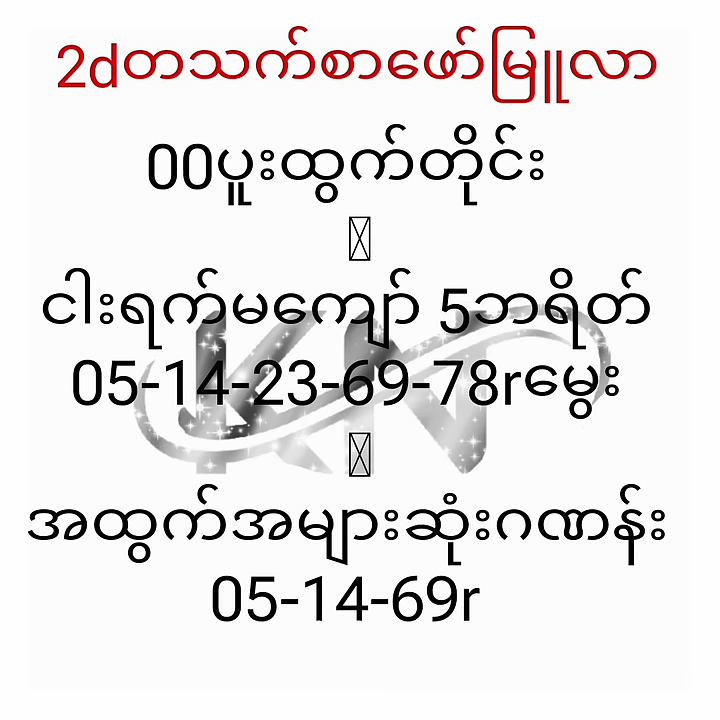 2dတသက်စာဖော်မြူလာ
00ပူးထွက်တိုင်း
ငါးရက်မကျော် 5ဘရိတ်
05-14-23-69-78rမွေး
အထွက်အများဆုံးဂဏန်း
05-14-69r
KN